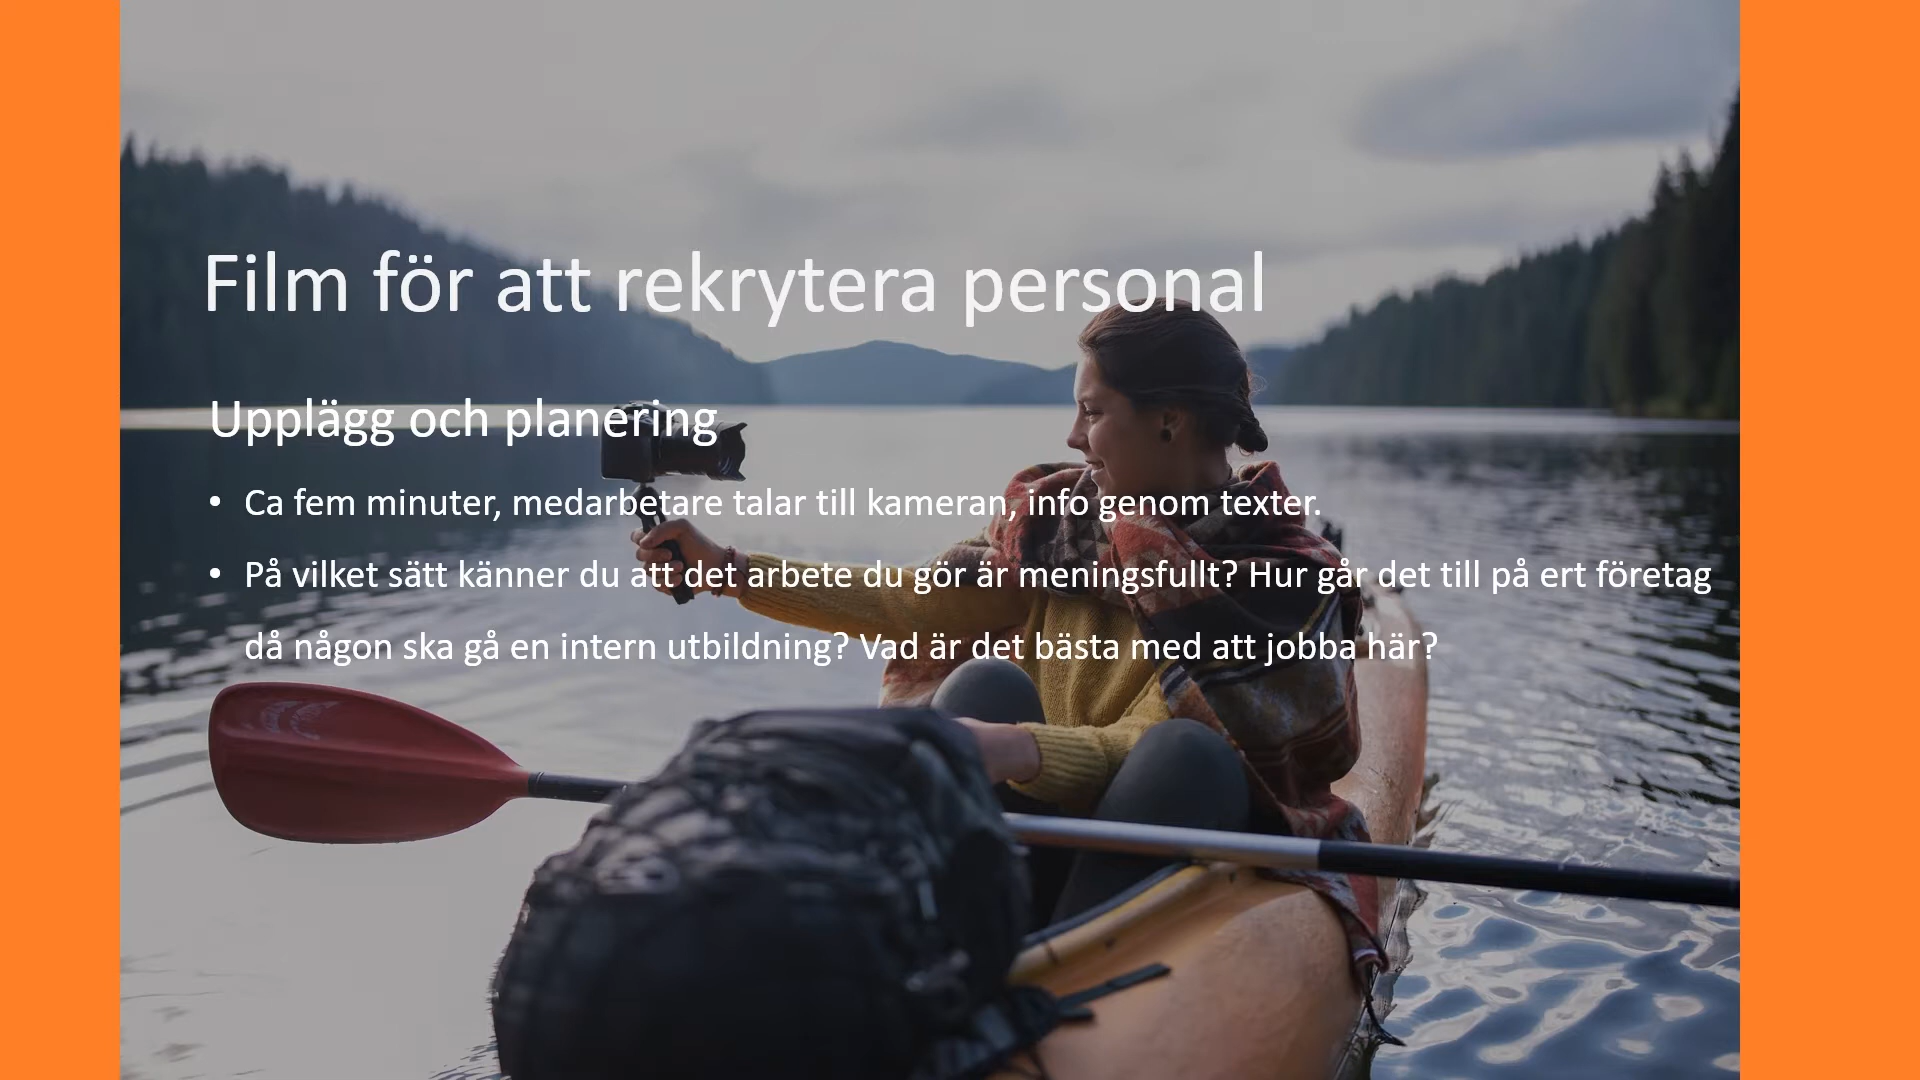 Film för att rekrytera personal
Upplägg och planering
• Ca fem minuter, medarbetare talar till kameran, info genom texter.
• På vilket sätt känner du att det arbete du gör är meningsfullt? Hur går det till på ert företag
då någon ska gå en intern utbildning? Vad är det bästa med att jobba här?